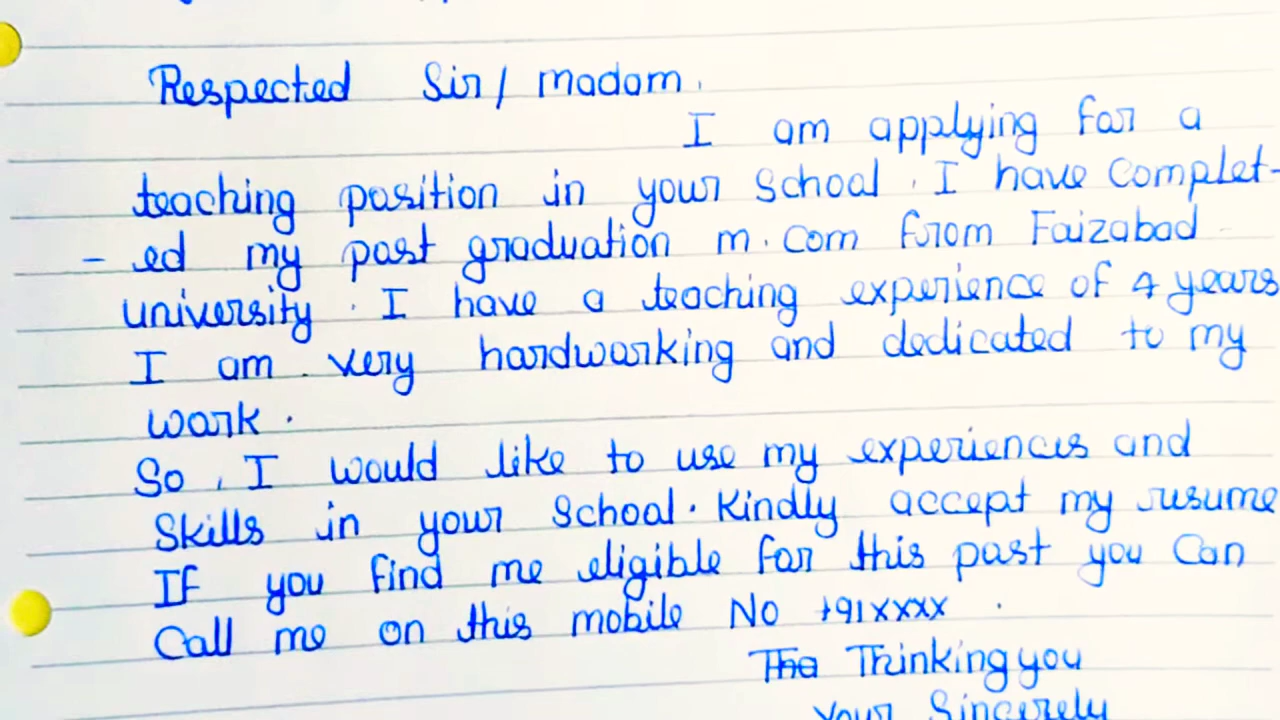 Respected Sir / Madam.
I am applying for a
teaching position in your School. I have Complet-
- ed my post graduation m. Com from Faizabad
university. I have a teaching experience of 4 years
I am very hardworking and dedicated to my
work.
So, I would like to use my experiences and
Skills in your School. Kindly accept my resume
If you find me eligible for this post you Can
Call me on this mobile No +91xxxx .
Tha Thinking you
Your Sincerely